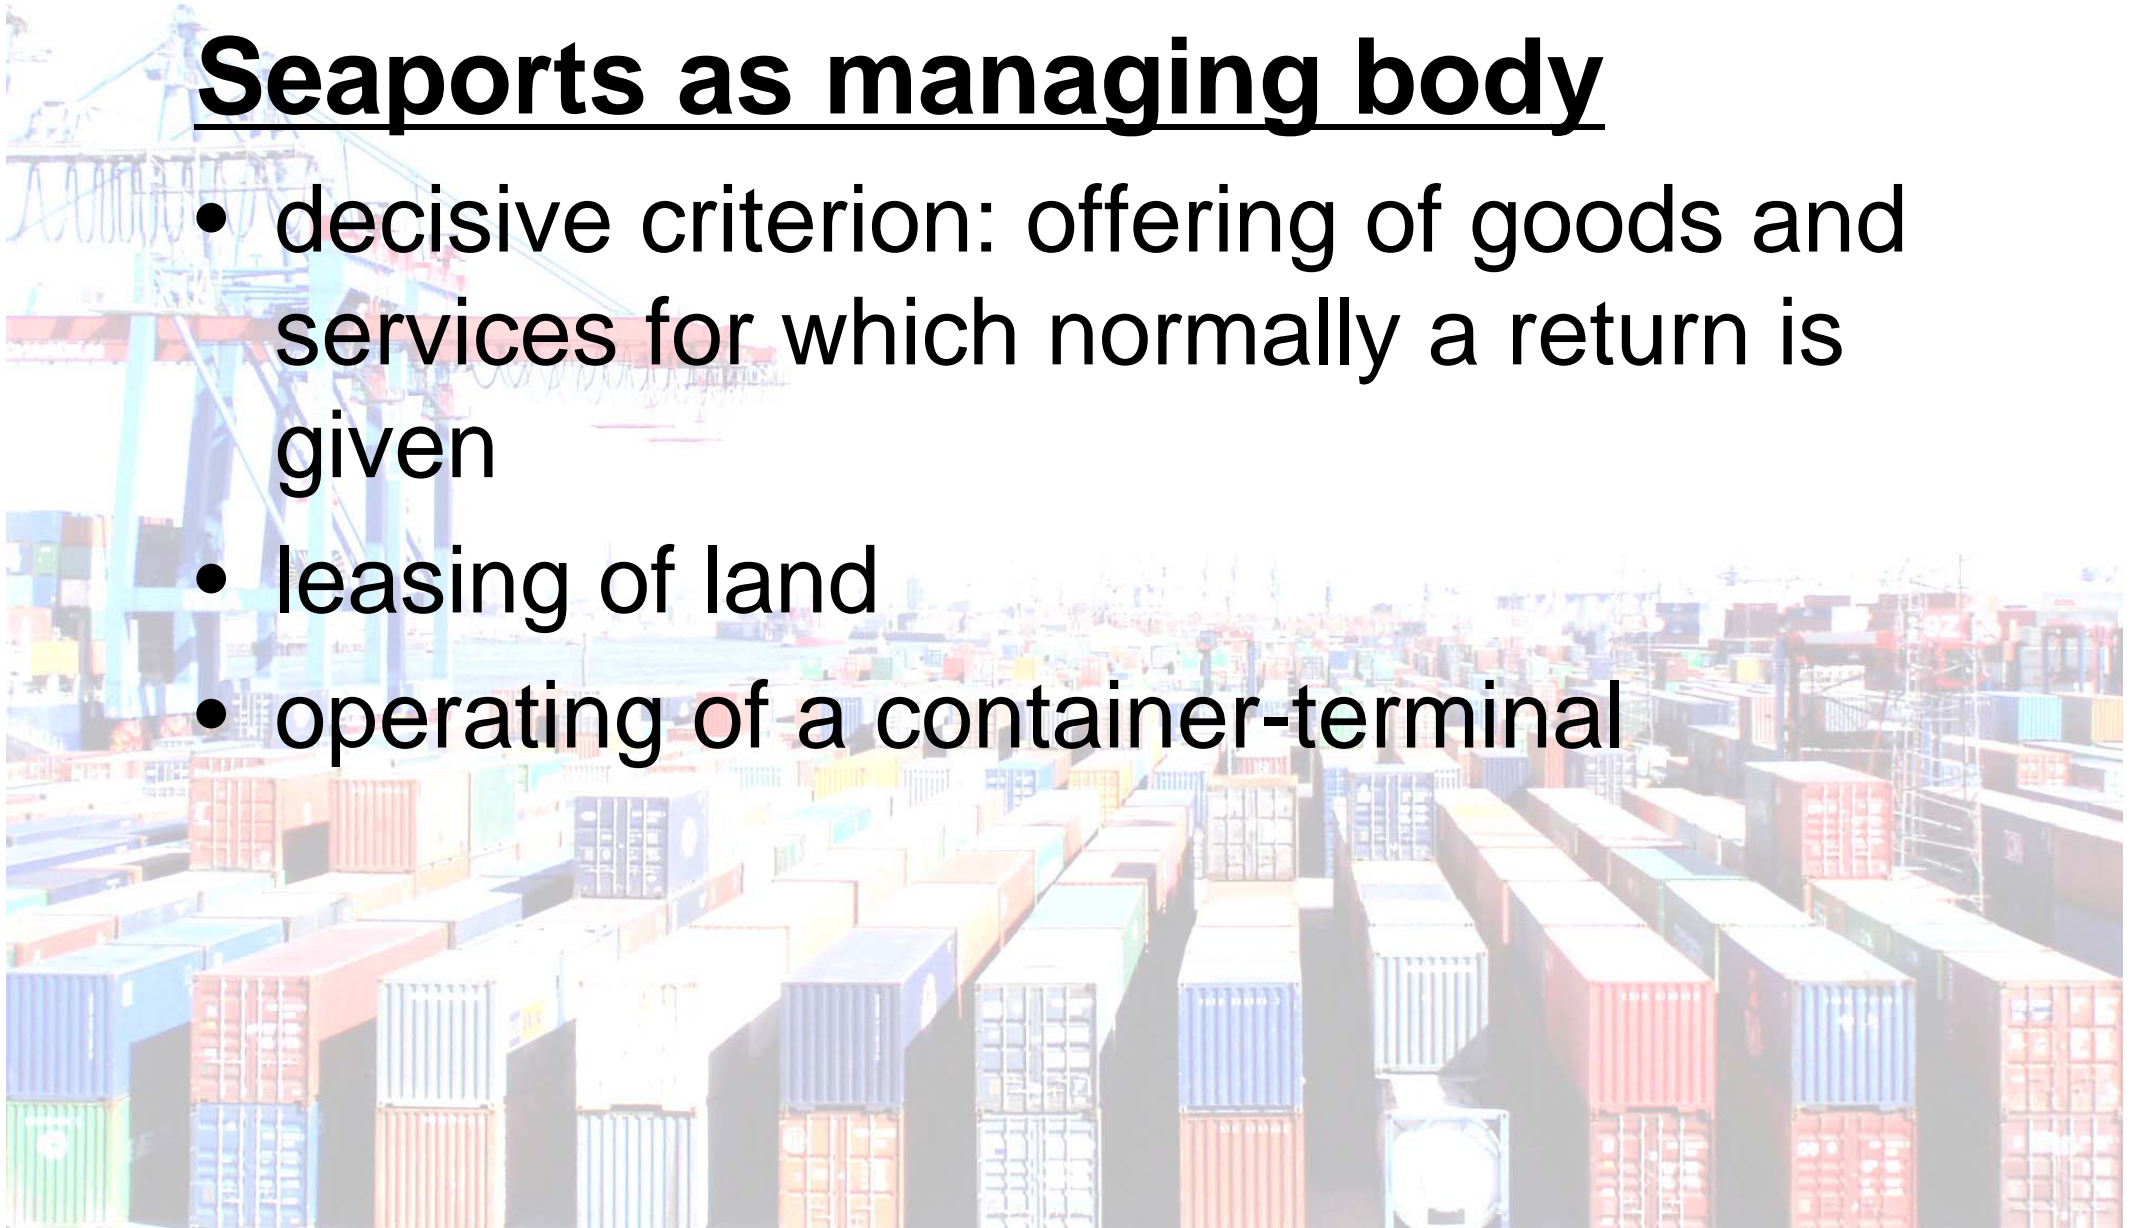 Seaports as managing body
• decisive criterion: offering of goods and
services for which normally a return is
given
• leasing of land
• operating of a container-terminal